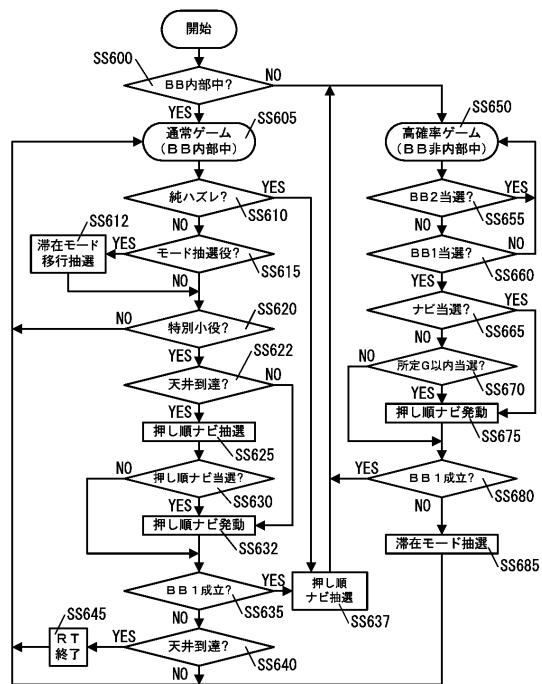 開始
SS600
BB内部中?
NO
YES
SS605
通常ゲーム
(BB内部中)
純ハズレ?
YES
SS610
NO
SS612
滞在モード
移行抽選
YES
モード抽選役?
SS615
NO
SS620
NO
特別小役?
YES
SS622
天井到達?
NO
YES
押し順ナビ抽選
SS625
NO
押し順ナビ当選?
SS630
YES
押し順ナビ発動
SS632
BB1成立?
YES
SS635
NO
押し順
ナビ抽選
SS637
SS645
RT
終了
YES
天井到達?
SS640
NO
SS650
高確率ゲーム
(BB非内部中)
BB2当選?
YES
SS655
NO
BB1当選?
NO
SS660
YES
ナビ当選?
YES
SS665
NO
NO
所定G以内当選?
SS670
YES
押し順ナビ発動
SS675
YES
BB1成立?
SS680
NO
滞在モード抽選
SS685